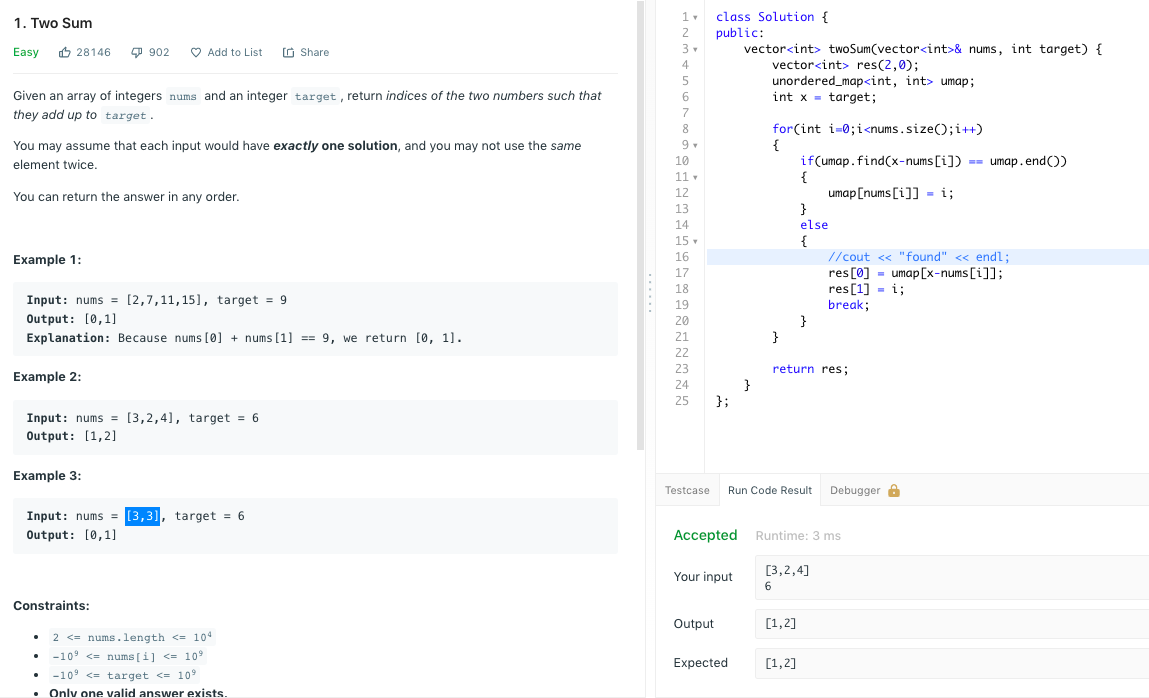 1. Two Sum
Easy 28146 902 Add to List Share
Given an array of integers nums and an integer target, return indices of the two numbers such that
they add up to target.
You may assume that each input would have exactly one solution, and you may not use the same
element twice.
You can return the answer in any order.
Example 1:
Input: nums = [2,7,11,15], target = 9
Output: [0,1]
Explanation: Because nums[0] + nums[1] == 9, we return [0, 1].
Example 2:
Input: nums = [3,2,4], target = 6
Output: [1,2]
Example 3:
Input: nums = [3,3], target = 6
Output: [0,1]
Constraints:
• 2 <= nums.length <= 10⁴
• -10⁹ <= nums[i] <= 10⁹
• -10⁹ <= target <= 10⁹
• Only one valid answer exists.
1 class Solution {
2 public:
3     vector<int> twoSum(vector<int>& nums, int target) {
4         vector<int> res(2,0);
5         unordered_map<int, int> umap;
6         int x = target;
7
8         for(int i=0;i<nums.size();i++)
9         {
10             if(umap.find(x-nums[i]) == umap.end())
11             {
12                 umap[nums[i]] = i;
13             }
14             else
15             {
16                 //cout << "found" << endl;
17                 res[0] = umap[x-nums[i]];
18                 res[1] = i;
19                 break;
20             }
21         }
22
23         return res;
24     }
25 };
Testcase Run Code Result Debugger
Accepted Runtime: 3 ms
Your input
[3,2,4]
6
Output
[1,2]
Expected
[1,2]